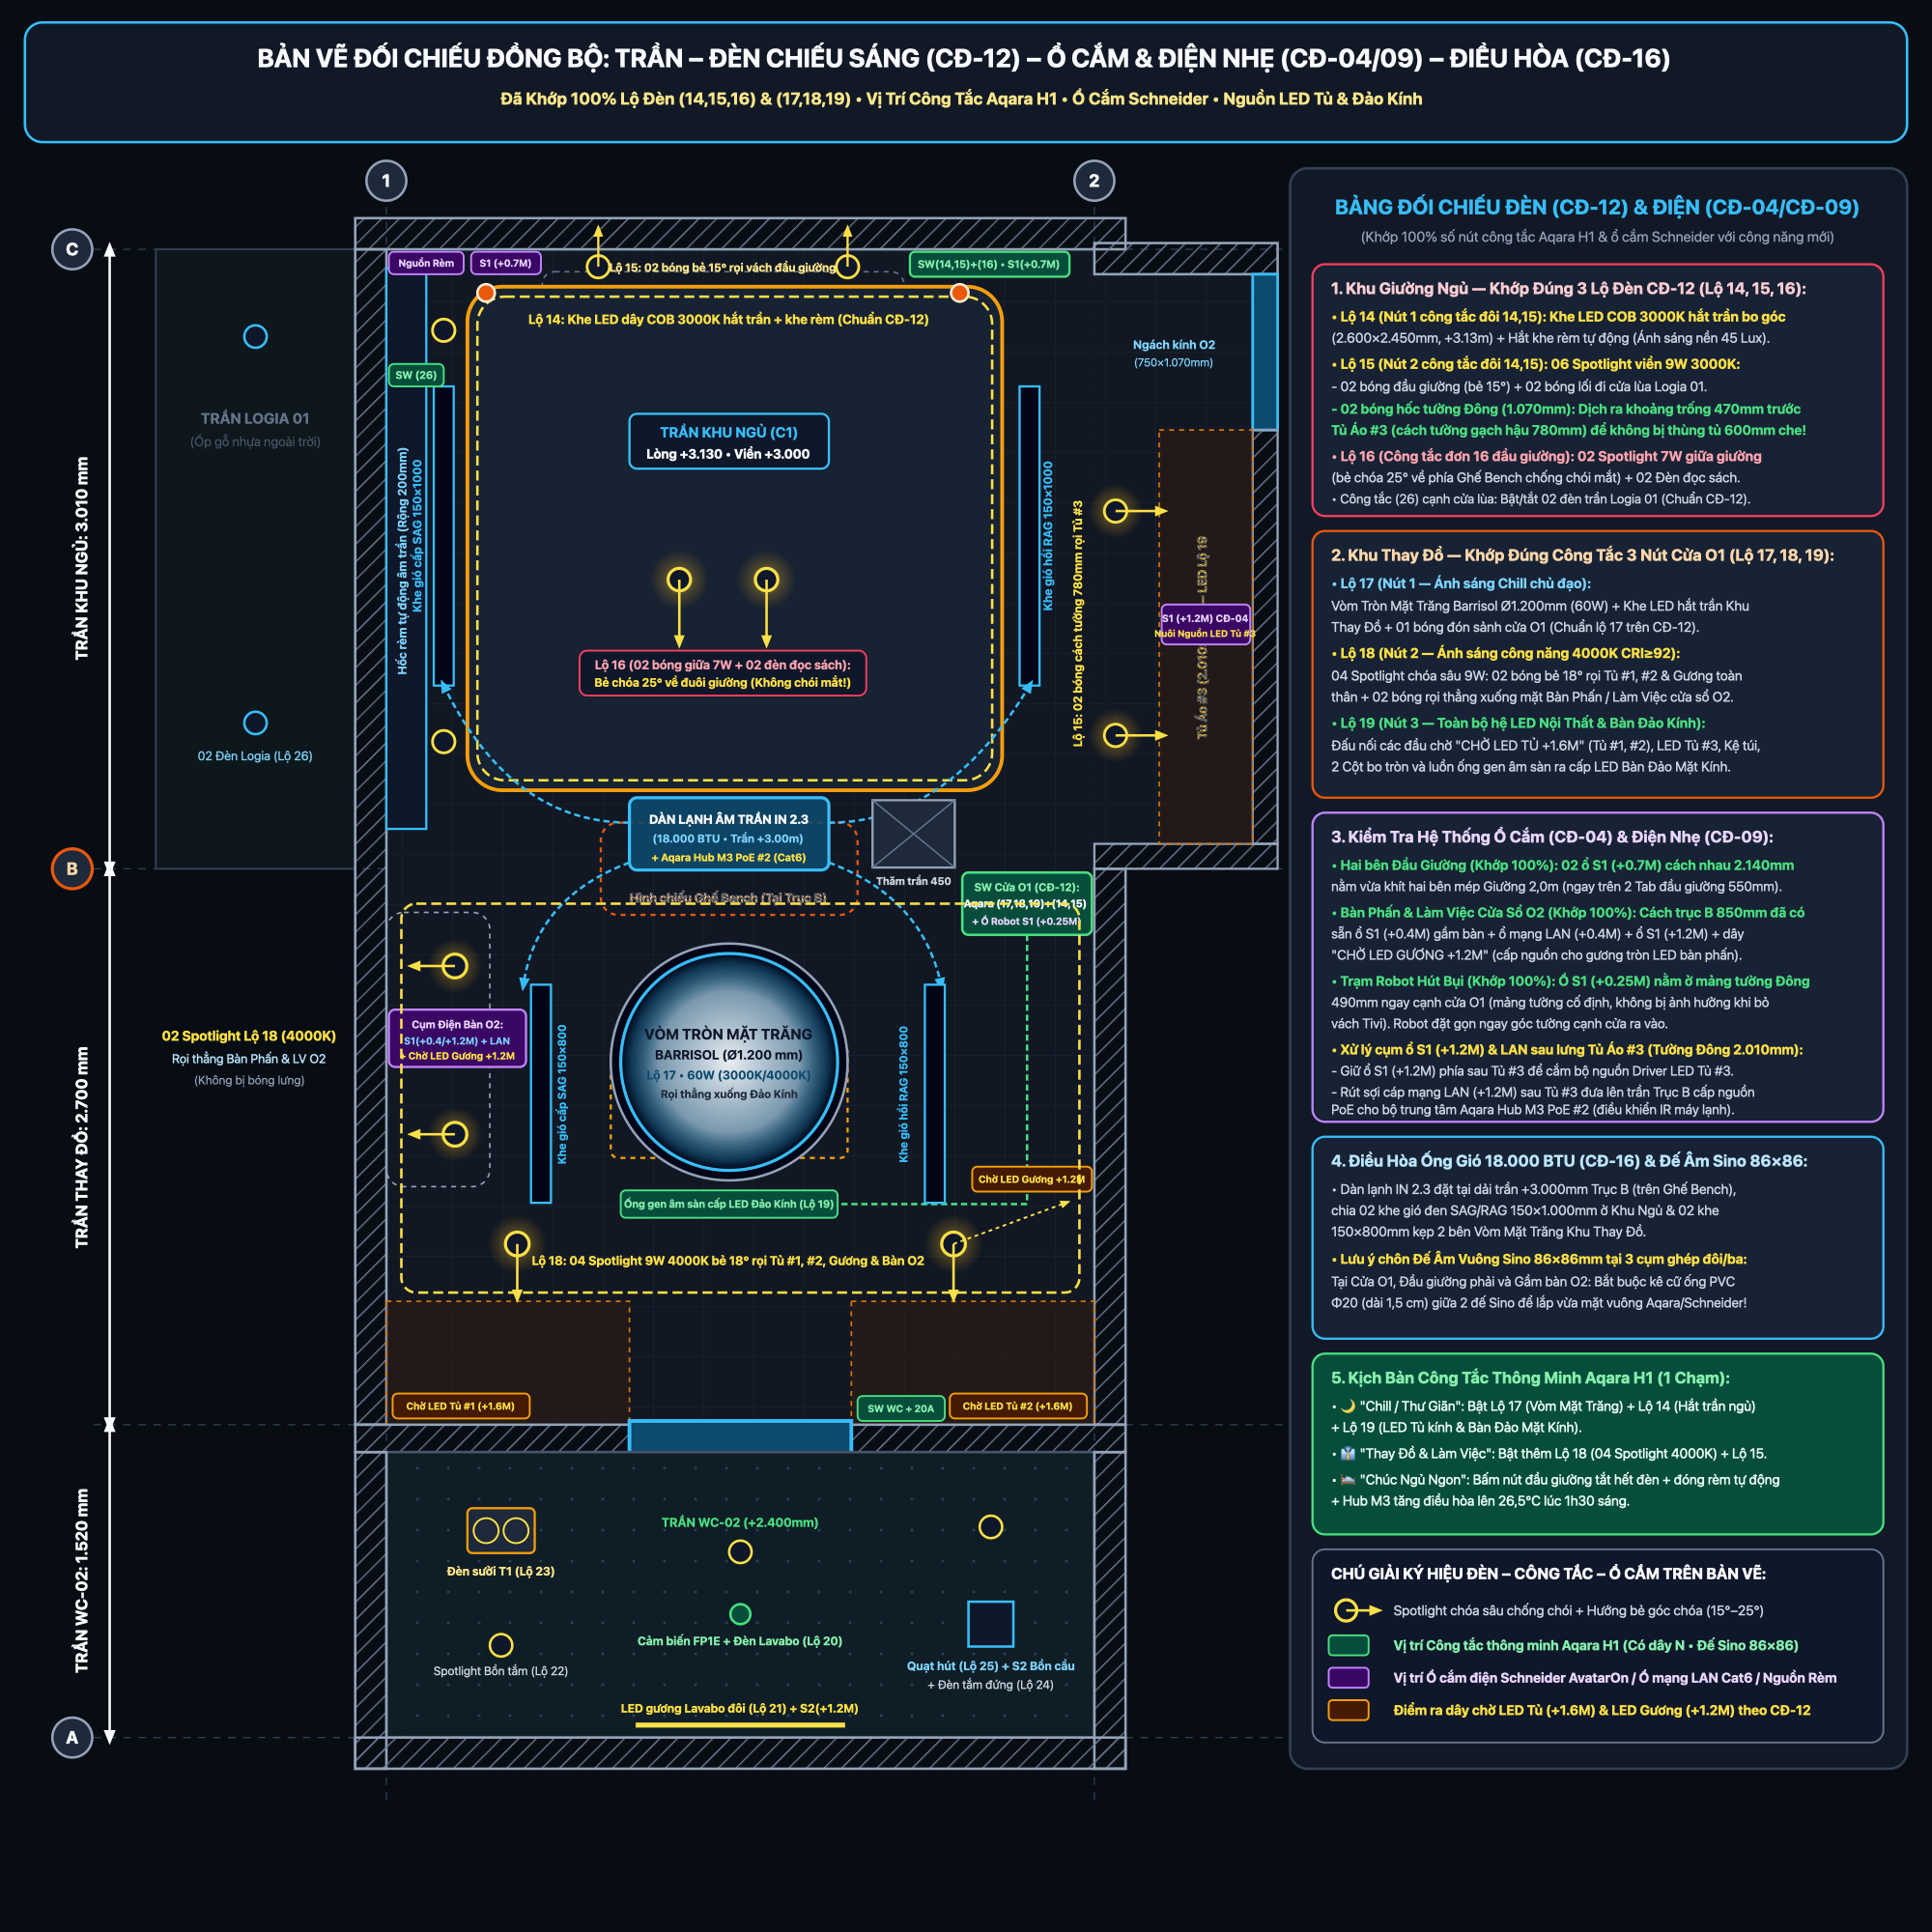 BẢN VẼ ĐỐI CHIẾU ĐỒNG BỘ: TRẦN – ĐÈN CHIẾU SÁNG (CĐ-12) – Ổ CẮM & ĐIỆN NHẸ (CĐ-04/09) – ĐIỀU HÒA (CĐ-16)
Đã Khớp 100% Lộ Đèn (14,15,16) & (17,18,19) • Vị Trí Công Tắc Aqara H1 • Ổ Cắm Schneider • Nguồn LED Tủ & Đảo Kính
1
2
C
B
A
TRẦN KHU NGỦ: 3.010 mm
TRẦN THAY ĐỒ: 2.700 mm
TRẦN WC-02: 1.520 mm
TRẦN LOGIA 01
(Ốp gỗ nhựa ngoài trời)
02 Đèn Logia (Lộ 26)
Nguồn Rèm
S1 (+0.7M)
Lộ 15: 02 bóng bẻ 15° rọi vách đầu giường
SW(14,15)+(16) • S1(+0.7M)
Lộ 14: Khe LED dây COB 3000K hắt trần + khe rèm (Chuẩn CĐ-12)
SW (26)
Ngách kính O2
(750×1.070mm)
TRẦN KHU NGỦ (C1)
Lòng +3.130 • Viền +3.000
Hốc rèm tự động âm trần (Rộng 200mm)
Khe gió cấp SAG 150×1000
Khe gió hồi RAG 150×1000
Lộ 15: 02 bóng cách tường 780mm rọi Tủ #3
Tủ Áo #3 (2.010
– LED Lộ 19
S1 (+1.2M) CĐ-04
Nuôi Nguồn LED Tủ #3
Lộ 16 (02 bóng giữa 7W + 02 đèn đọc sách):
Bẻ chóa 25° về đuôi giường (Không chói mắt!)
DÀN LẠNH ÂM TRẦN IN 2.3
(18.000 BTU • Trần +3.00m)
+ Aqara Hub M3 PoE #2 (Cat6)
Thăm trần 450
Hình chiếu Ghế Bench (Tại Trục B)
SW Cửa O1 (CĐ-12):
Aqara (17,18,19)+(14,15)
+ Ổ Robot S1 (+0.25M)
02 Spotlight Lộ 18 (4000K)
Rọi thẳng Bàn Phấn & LV O2
(Không bị bóng lưng)
Cụm Điện Bàn O2:
S1(+0.4/+1.2M) + LAN
+ Chờ LED Gương +1.2M
Khe gió cấp SAG 150×800
VÒM TRÒN MẶT TRĂNG
BARRISOL (Ø1.200 mm)
Lộ 17 • 60W (3000K/4000K)
Rọi thẳng xuống Đảo Kính
Khe gió hồi RAG 150×800
Chờ LED Gương +1.2M
Ống gen âm sàn cấp LED Đảo Kính (Lộ 19)
Lộ 18: 04 Spotlight 9W 4000K bẻ 18° rọi Tủ #1, #2, Gương & Bàn O2
Chờ LED Tủ #1 (+1.6M)
SW WC + 20A
Chờ LED Tủ #2 (+1.6M)
TRẦN WC-02 (+2.400mm)
Đèn sưởi T1 (Lộ 23)
Cảm biến FP1E + Đèn Lavabo (Lộ 20)
Spotlight Bồn tắm (Lộ 22)
Quạt hút (Lộ 25) + S2 Bồn cầu
+ Đèn tắm đứng (Lộ 24)
LED gương Lavabo đôi (Lộ 21) + S2(+1.2M)
BẢNG ĐỐI CHIẾU ĐÈN (CĐ-12) & ĐIỆN (CĐ-04/CĐ-09)
(Khớp 100% số nút công tắc Aqara H1 & ổ cắm Schneider với công năng mới)
1. Khu Giường Ngủ — Khớp Đúng 3 Lộ Đèn CĐ-12 (Lộ 14, 15, 16):
• Lộ 14 (Nút 1 công tắc đôi 14,15): Khe LED COB 3000K hắt trần bo góc
(2.600×2.450mm, +3.13m) + Hắt khe rèm tự động (Ánh sáng nền 45 Lux).
• Lộ 15 (Nút 2 công tắc đôi 14,15): 06 Spotlight viền 9W 3000K:
- 02 bóng đầu giường (bẻ 15°) + 02 bóng lối đi cửa lùa Logia 01.
- 02 bóng hốc tường Đông (1.070mm): Dịch ra khoảng trống 470mm trước
Tủ Áo #3 (cách tường gạch hậu 780mm) để không bị thùng tủ 600mm che!
• Lộ 16 (Công tắc đơn 16 đầu giường): 02 Spotlight 7W giữa giường
(bẻ chóa 25° về phía Ghế Bench chống chói mắt) + 02 Đèn đọc sách.
• Công tắc (26) cạnh cửa lùa: Bật/tắt 02 đèn trần Logia 01 (Chuẩn CĐ-12).
2. Khu Thay Đồ — Khớp Đúng Công Tắc 3 Nút Cửa O1 (Lộ 17, 18, 19):
• Lộ 17 (Nút 1 — Ánh sáng Chill chủ đạo):
Vòm Tròn Mặt Trăng Barrisol Ø1.200mm (60W) + Khe LED hắt trần Khu
Thay Đồ + 01 bóng đón sảnh cửa O1 (Chuẩn lộ 17 trên CĐ-12).
• Lộ 18 (Nút 2 — Ánh sáng công năng 4000K CRI≥92):
04 Spotlight chóa sâu 9W: 02 bóng bẻ 18° rọi Tủ #1, #2 & Gương toàn
thân + 02 bóng rọi thẳng xuống mặt Bàn Phấn / Làm Việc cửa sổ O2.
• Lộ 19 (Nút 3 — Toàn bộ hệ LED Nội Thất & Bàn Đảo Kính):
Đấu nối các đầu chờ "CHỜ LED TỦ +1.6M" (Tủ #1, #2), LED Tủ #3, Kệ túi,
2 Cột bo tròn và luồn ống gen âm sàn ra cấp LED Bàn Đảo Mặt Kính.
3. Kiểm Tra Hệ Thống Ổ Cắm (CĐ-04) & Điện Nhẹ (CĐ-09):
• Hai bên Đầu Giường (Khớp 100%): 02 ổ S1 (+0.7M) cách nhau 2.140mm
nằm vừa khít hai bên mép Giường 2,0m (ngay trên 2 Tab đầu giường 550mm).
• Bàn Phấn & Làm Việc Cửa Sổ O2 (Khớp 100%): Cách trục B 850mm đã có
sẵn ổ S1 (+0.4M) gầm bàn + ổ mạng LAN (+0.4M) + ổ S1 (+1.2M) + dây
"CHỜ LED GƯƠNG +1.2M" (cấp nguồn cho gương tròn LED bàn phấn).
• Trạm Robot Hút Bụi (Khớp 100%): Ổ S1 (+0.25M) nằm ở mảng tường Đông
490mm ngay cạnh cửa O1 (mảng tường cố định, không bị ảnh hưởng khi bỏ
vách Tivi). Robot đặt gọn ngay góc tường cạnh cửa ra vào.
• Xử lý cụm ổ S1 (+1.2M) & LAN sau lưng Tủ Áo #3 (Tường Đông 2.010mm):
- Giữ ổ S1 (+1.2M) phía sau Tủ #3 để cắm bộ nguồn Driver LED Tủ #3.
- Rút sợi cáp mạng LAN (+1.2M) sau Tủ #3 đưa lên trần Trục B cấp nguồn
PoE cho bộ trung tâm Aqara Hub M3 PoE #2 (điều khiển IR máy lạnh).
4. Điều Hòa Ống Gió 18.000 BTU (CĐ-16) & Đế Âm Sino 86×86:
• Dàn lạnh IN 2.3 đặt tại dải trần +3.000mm Trục B (trên Ghế Bench),
chia 02 khe gió đen SAG/RAG 150×1.000mm ở Khu Ngủ & 02 khe
150×800mm kẹp 2 bên Vòm Mặt Trăng Khu Thay Đồ.
• Lưu ý chôn Đế Âm Vuông Sino 86×86mm tại 3 cụm ghép đôi/ba:
Tại Cửa O1, Đầu giường phải và Gầm bàn O2: Bắt buộc kê cữ ống PVC
Φ20 (dài 1,5 cm) giữa 2 đế Sino để lắp vừa mặt vuông Aqara/Schneider!
5. Kịch Bản Công Tắc Thông Minh Aqara H1 (1 Chạm):
• 🌙 "Chill / Thư Giãn": Bật Lộ 17 (Vòm Mặt Trăng) + Lộ 14 (Hắt trần ngủ)
+ Lộ 19 (LED Tủ kính & Bàn Đảo Mặt Kính).
• 👔 "Thay Đồ & Làm Việc": Bật thêm Lộ 18 (04 Spotlight 4000K) + Lộ 15.
• 🛌 "Chúc Ngủ Ngon": Bấm nút đầu giường tắt hết đèn + đóng rèm tự động
+ Hub M3 tăng điều hòa lên 26,5°C lúc 1h30 sáng.
CHÚ GIẢI KÝ HIỆU ĐÈN – CÔNG TẮC – Ổ CẮM TRÊN BẢN VẼ:
Spotlight chóa sâu chống chói + Hướng bẻ góc chóa (15°–25°)
Vị trí Công tắc thông minh Aqara H1 (Có dây N • Đế Sino 86×86)
Vị trí Ổ cắm điện Schneider AvatarOn / Ổ mạng LAN Cat6 / Nguồn Rèm
Điểm ra dây chờ LED Tủ (+1.6M) & LED Gương (+1.2M) theo CĐ-12